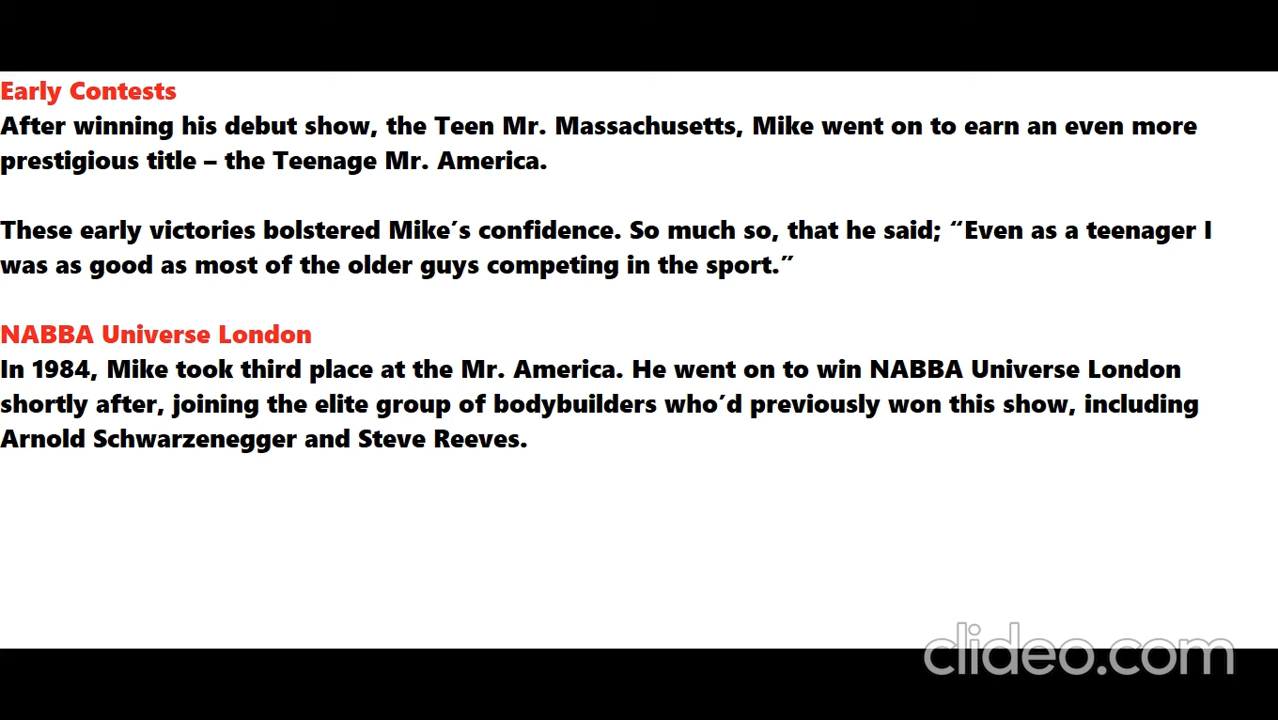 Early Contests
After winning his debut show, the Teen Mr. Massachusetts, Mike went on to earn an even more
prestigious title – the Teenage Mr. America.
These early victories bolstered Mike´s confidence. So much so, that he said; “Even as a teenager I
was as good as most of the older guys competing in the sport.”
NABBA Universe London
In 1984, Mike took third place at the Mr. America. He went on to win NABBA Universe London
shortly after, joining the elite group of bodybuilders who´d previously won this show, including
Arnold Schwarzenegger and Steve Reeves.
clideo.com